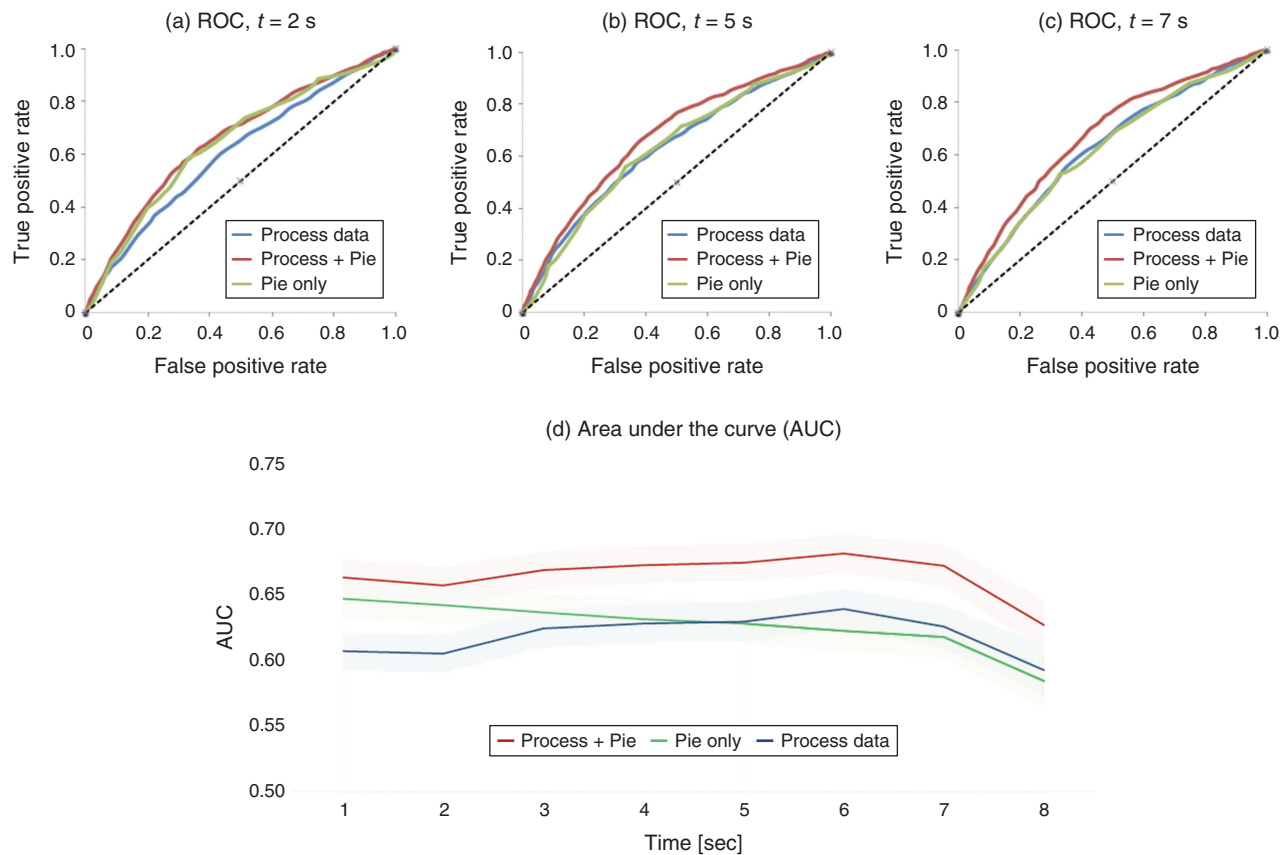 (a) ROC, t = 2 s
1.0
0.8
0.6
0.4
0.2
0
True positive rate
Process data
Process + Pie
Pie only
0 0.2 0.4 0.6 0.8 1.0
False positive rate
(b) ROC, t = 5 s
1.0
0.8
0.6
0.4
0.2
0
True positive rate
Process data
Process + Pie
Pie only
0 0.2 0.4 0.6 0.8 1.0
False positive rate
(c) ROC, t = 7 s
1.0
0.8
0.6
0.4
0.2
0
True positive rate
Process data
Process + Pie
Pie only
0 0.2 0.4 0.6 0.8 1.0
False positive rate
(d) Area under the curve (AUC)
0.75
0.70
0.65
0.60
0.55
0.50
AUC
Process + Pie Pie only Process data
1 2 3 4 5 6 7 8
Time [sec]